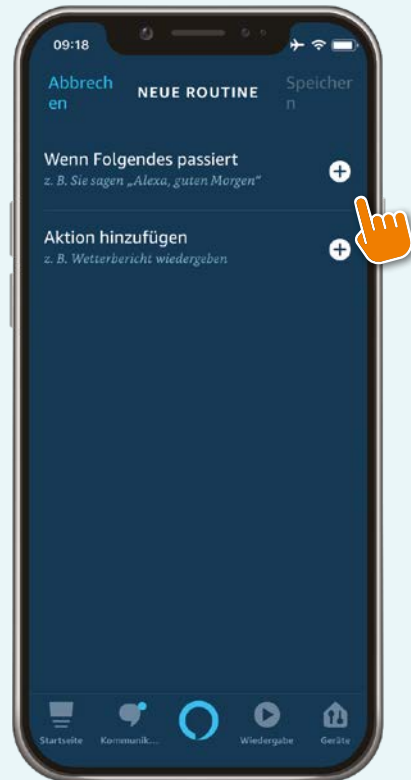 09:18
Abbrech
en
NEUE ROUTINE
Speicher
n
Wenn Folgendes passiert
z. B. Sie sagen „Alexa, guten Morgen“
Aktion hinzufügen
z. B. Wetterbericht wiedergeben
Startseite
Kommunik...
Wiedergabe
Geräte